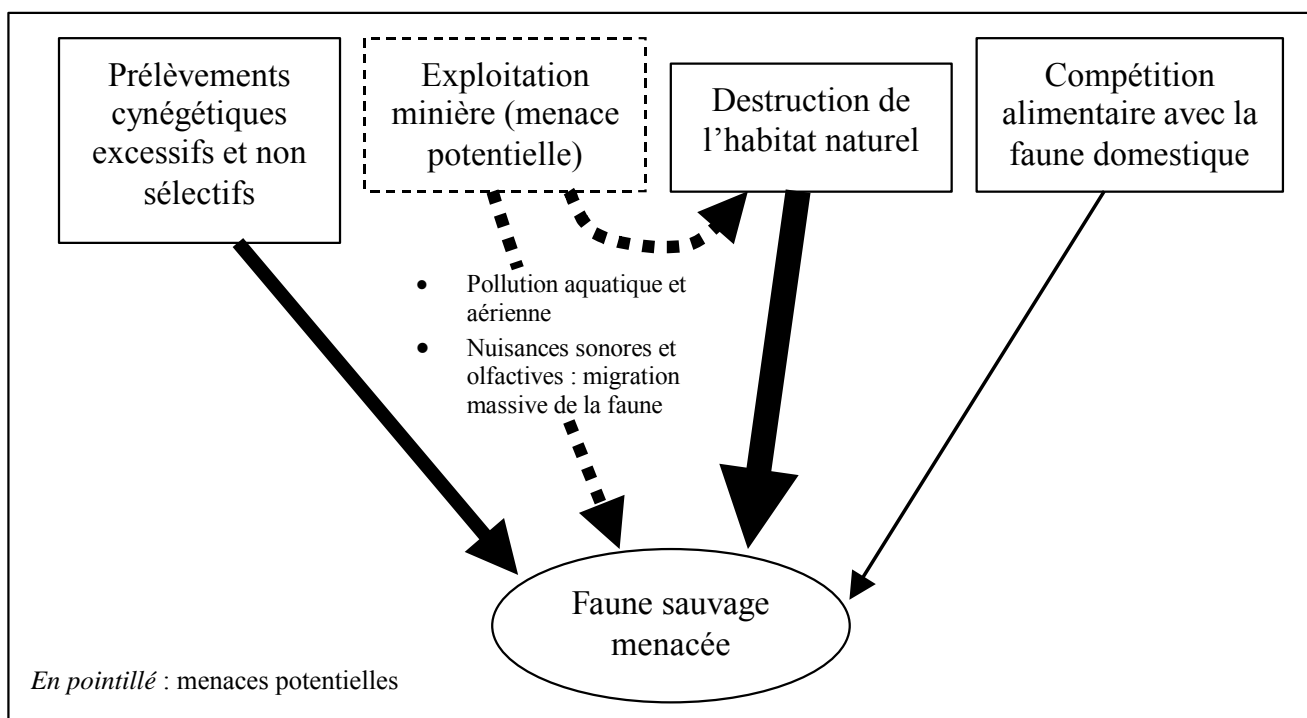 Prélèvements
cynégétiques
excessifs et non
sélectifs
Exploitation
minière (menace
potentielle)
Destruction de
l’habitat naturel
Compétition
alimentaire avec la
faune domestique
• Pollution aquatique et
aérienne
• Nuisances sonores et
olfactives : migration
massive de la faune
Faune sauvage
menacée
En pointillé : menaces potentielles